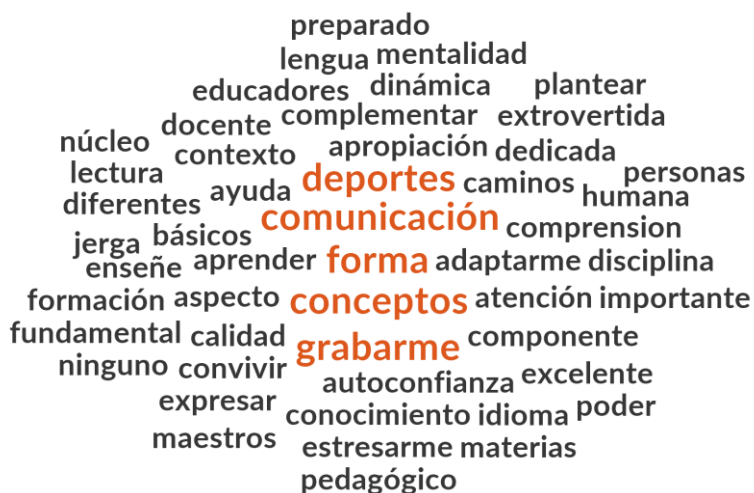 preparado
lengua mentalidad
educadores dinámica plantear
docente complementar extrovertida
núcleo contexto apropiación dedicada
lectura ayuda deportes caminos personas
diferentes comunicación humana
jerga básicos comprension
enseñe aprender forma adaptarme disciplina
formación aspecto conceptos atención importante
fundamental calidad grabarme componente
ninguno convivir autoconfianza excelente
expresar conocimiento idioma poder
maestros estresarme materias
pedagógico